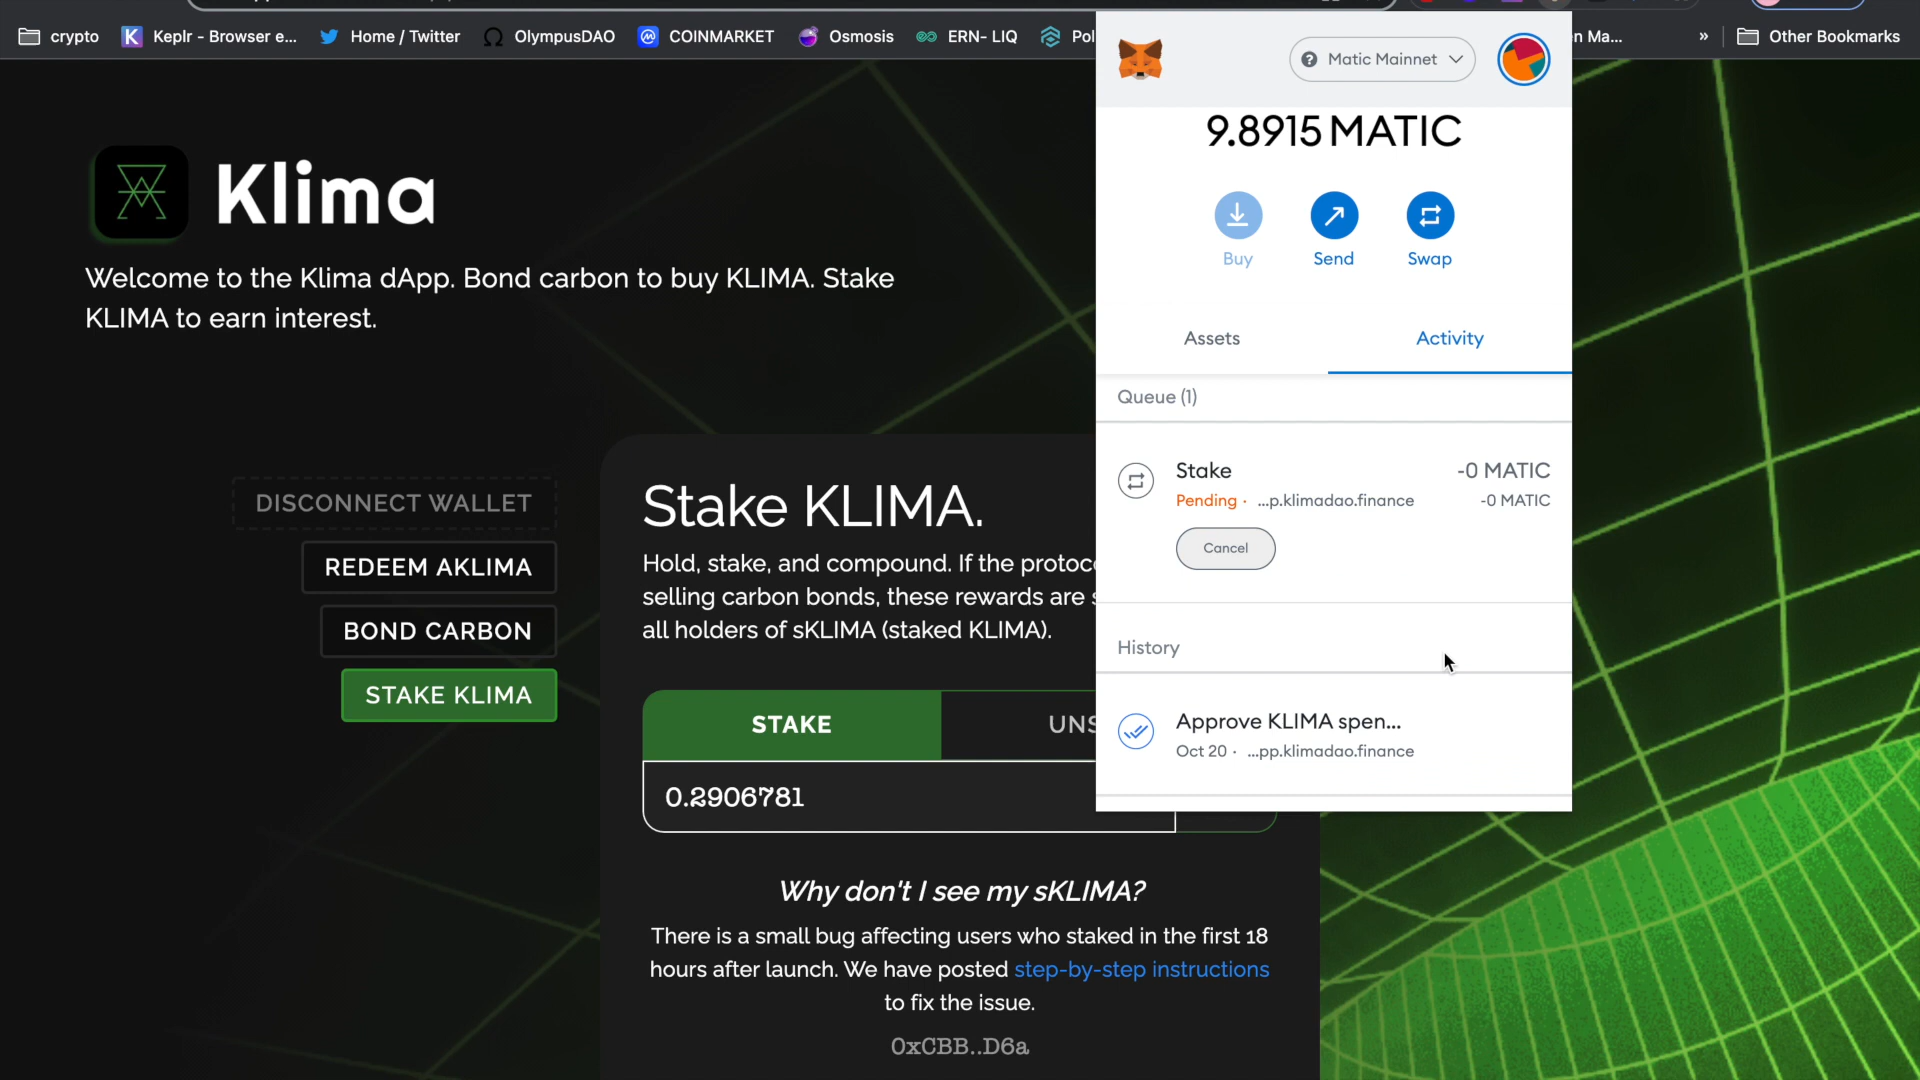 crypto
Keplr - Browser e...
Home / Twitter
OlympusDAO
COINMARKET
Osmosis
ERN- LIQ
Pol
n Ma...
»
Other Bookmarks
Klima
Welcome to the Klima dApp. Bond carbon to buy KLIMA. Stake
KLIMA to earn interest.
DISCONNECT WALLET
REDEEM AKLIMA
BOND CARBON
STAKE KLIMA
Stake KLIMA.
Hold, stake, and compound. If the protoc
selling carbon bonds, these rewards are s
all holders of sKLIMA (staked KLIMA).
STAKE
UNS
0.2906781
Why don't I see my sKLIMA?
There is a small bug affecting users who staked in the first 18
hours after launch. We have posted step-by-step instructions
to fix the issue.
0xCBB..D6a
Matic Mainnet
9.8915 MATIC
Buy
Send
Swap
Assets
Activity
Queue (1)
Stake
-0 MATIC
Pending · ...p.klimadao.finance
-0 MATIC
Cancel
History
Approve KLIMA spen...
Oct 20 · ...pp.klimadao.finance